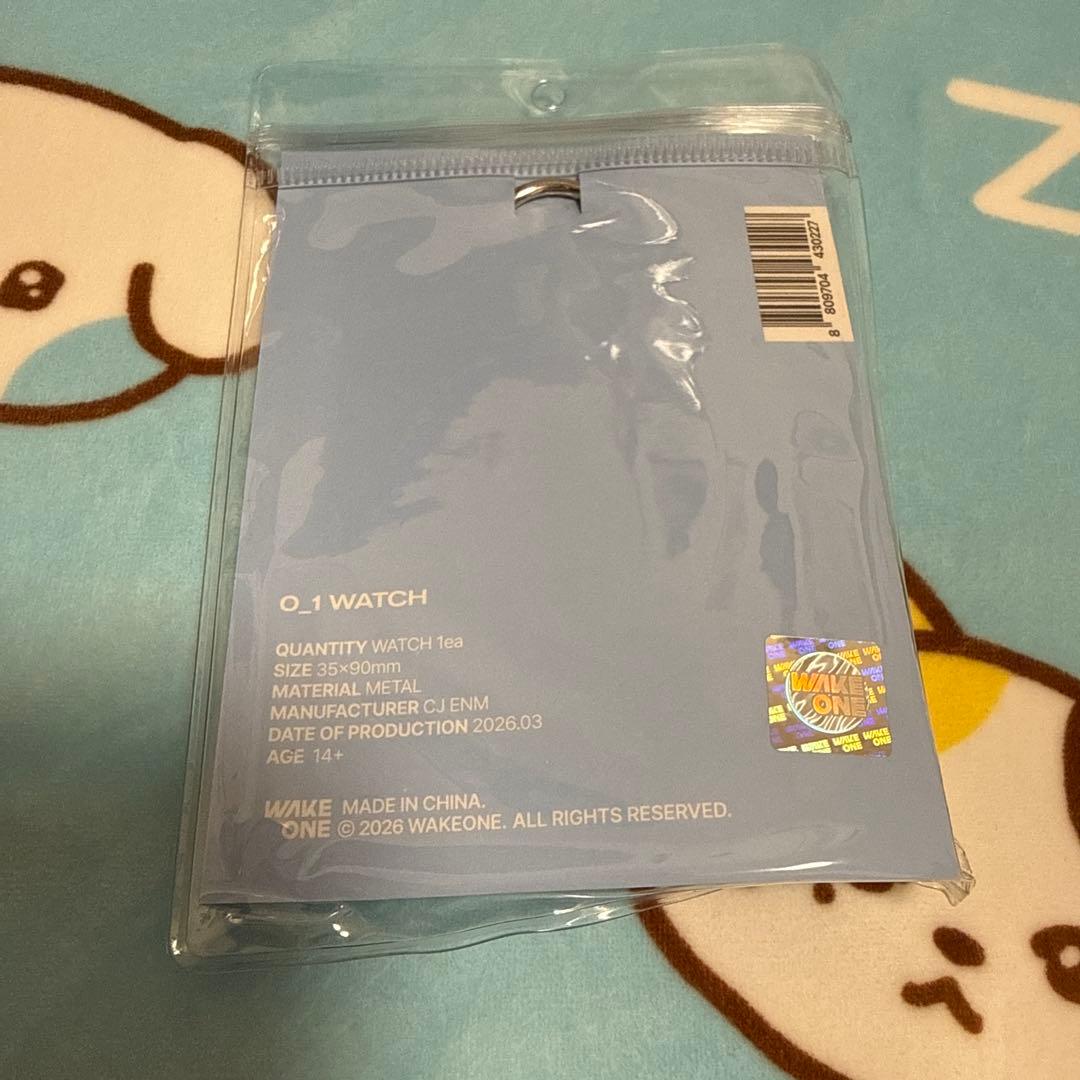 8 809704 430227
O_1 WATCH
QUANTITY WATCH 1ea
SIZE 35×90mm
MATERIAL METAL
MANUFACTURER CJ ENM
DATE OF PRODUCTION 2026.03
AGE 14+
WAKE ONE
WAKE
ONE
MADE IN CHINA.
© 2026 WAKEONE. ALL RIGHTS RESERVED.
Z